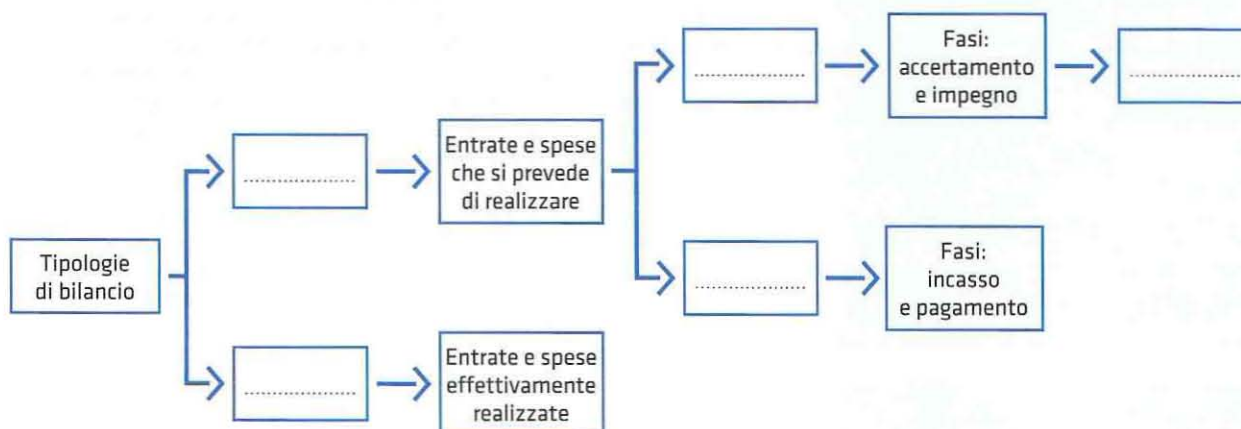 Tipologie
di bilancio
....................
Entrate e spese
che si prevede
di realizzare
....................
Fasi:
accertamento
e impegno
....................
....................
Fasi:
incasso
e pagamento
....................
Entrate e spese
effettivamente
realizzate